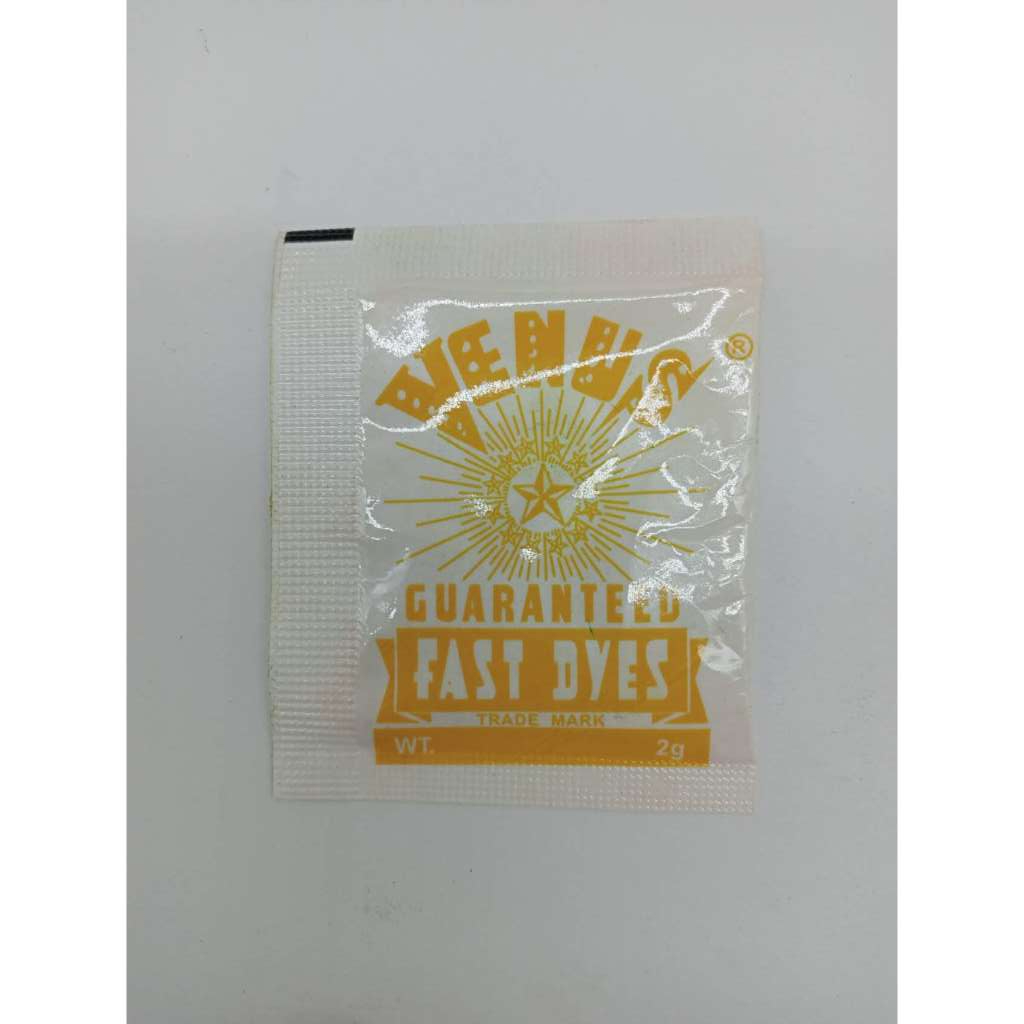 VENUS ®
GUARANTEED
FAST DYES
TRADE MARK
WT. 2g